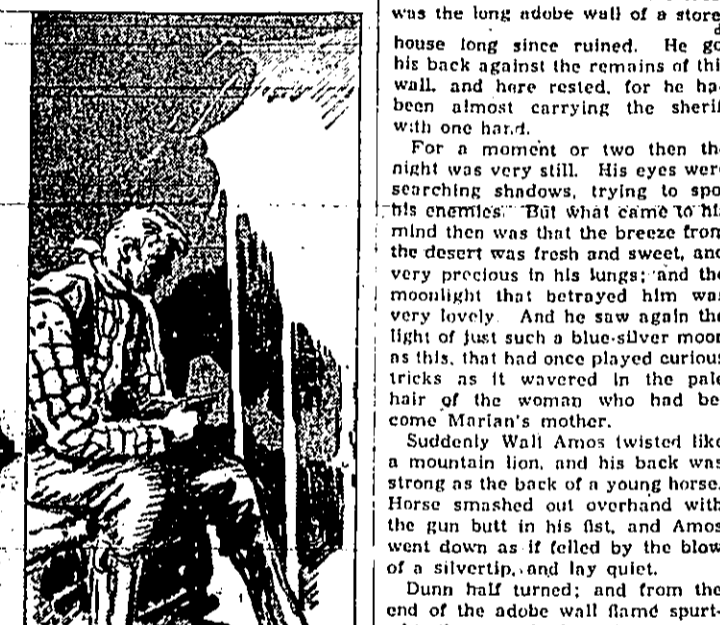 was the long adobe wall of a store
house long since ruined. He go
his back against the remains of thi
wall, and here rested, for he ha
been almost carrying the sherif
with one hand.
For a moment or two then th
night was very still. His eyes wer
searching shadows, trying to spo
his enemies. But what came to hi
mind then was that the breeze from
the desert was fresh and sweet, and
very precious in his lungs; and the
moonlight that betrayed him was
very lovely. And he saw again the
light of just such a blue-silver moon
as this, that had once played curious
tricks as it wavered in the pale
hair of the woman who had be
come Marian's mother.
Suddenly Wall Amos twisted like
a mountain lion, and his back was
strong as the back of a young horse.
Horse smashed out overhand with
the gun butt in his fist, and Amos
went down as if felled by the blow
of a silvertip, and lay quiet.
Dunn half turned; and from the
end of the adobe wall flame spurt-